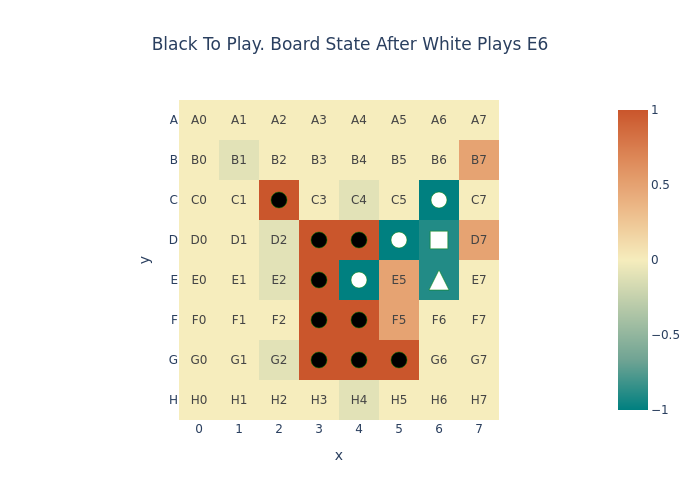 Black To Play. Board State After White Plays E6
A A0 A1 A2 A3 A4 A5 A6 A7
B B0 B1 B2 B3 B4 B5 B6 B7
C C0 C1 C3 C4 C5 C7
D D0 D1 D2 D7
E E0 E1 E2 E5 E7
F F0 F1 F2 F5 F6 F7
G G0 G1 G2 G6 G7
H H0 H1 H2 H3 H4 H5 H6 H7
0 1 2 3 4 5 6 7
x
y
1
0.5
0
−0.5
−1